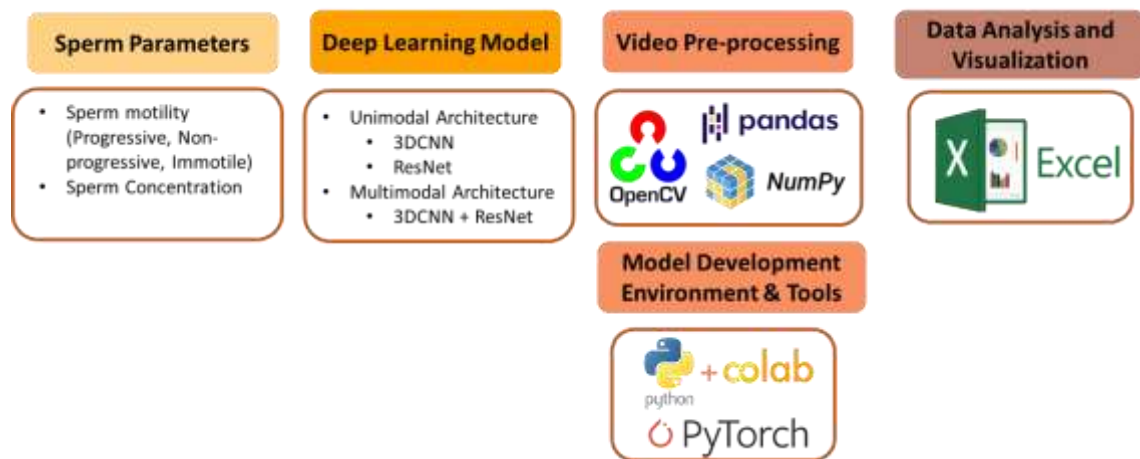 Sperm Parameters
• Sperm motility
(Progressive, Non-
progressive, Immotile)
• Sperm Concentration
Deep Learning Model
• Unimodal Architecture
• 3DCNN
• ResNet
• Multimodal Architecture
• 3DCNN + ResNet
Video Pre-processing
OpenCV
pandas
NumPy
Model Development
Environment & Tools
python
+ colab
PyTorch
Data Analysis and
Visualization
X
Excel